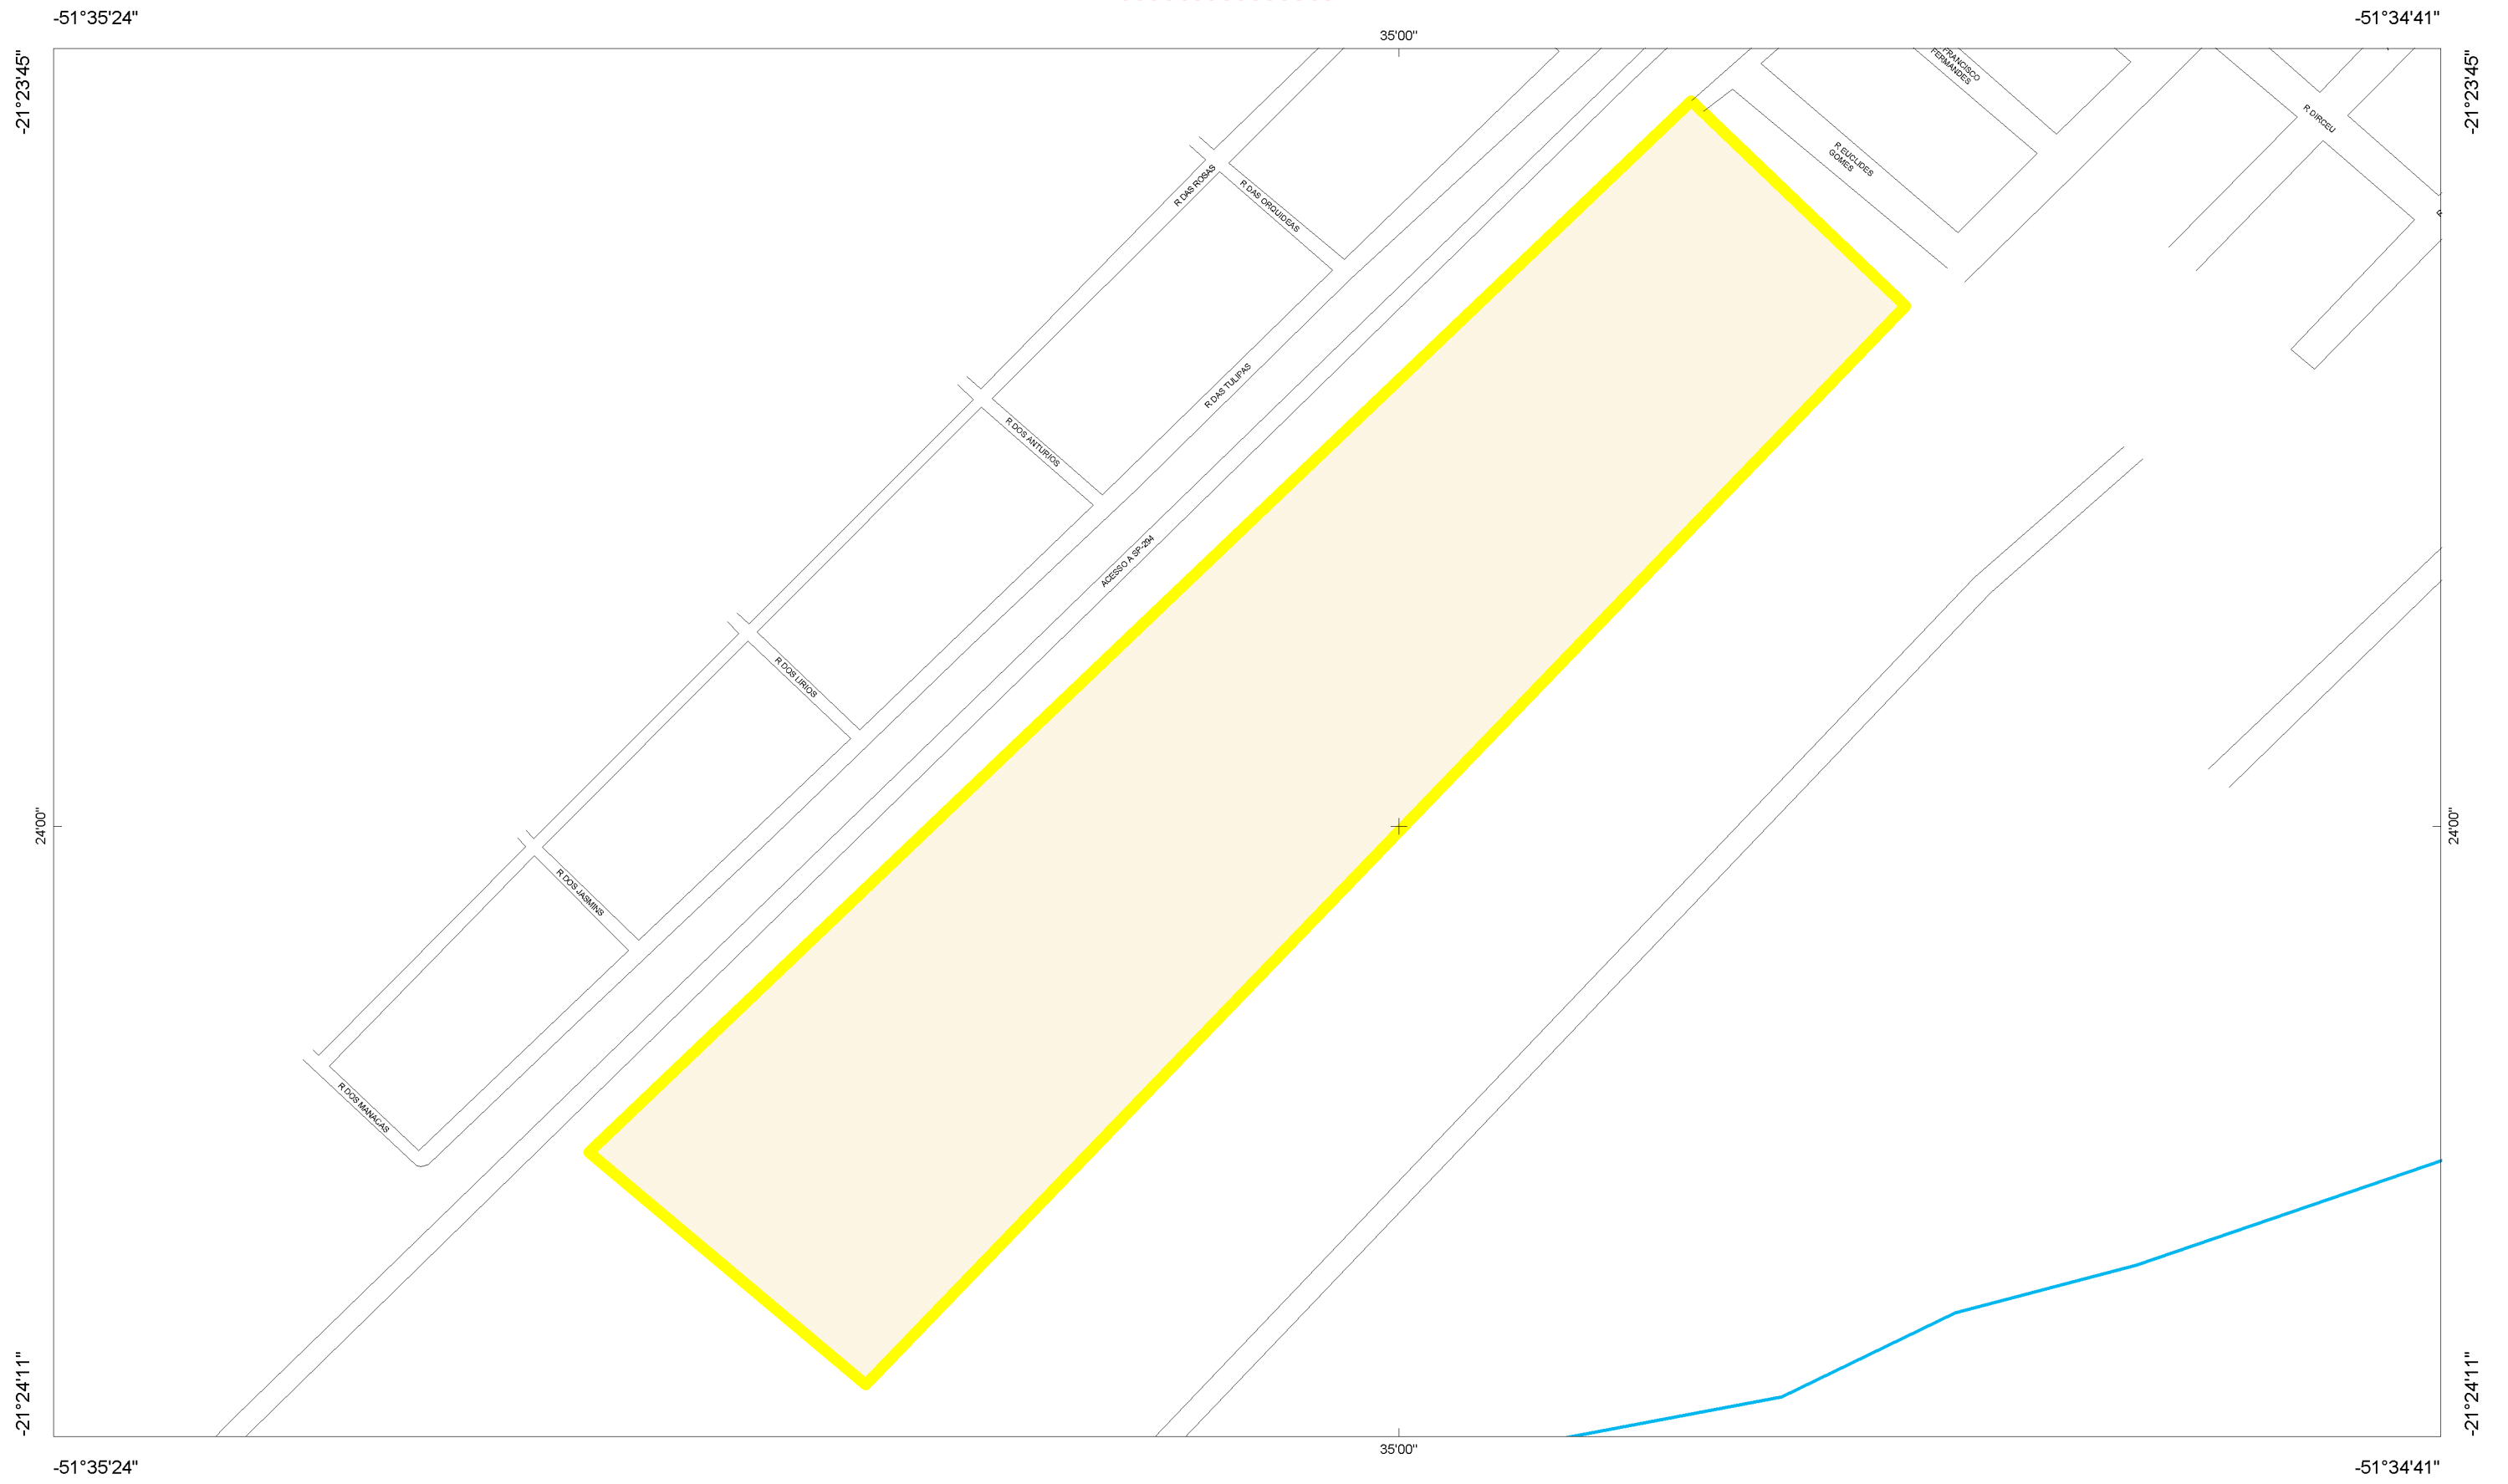 -51°35'24"
-51°34'41"
35'00"
-21°23'45"
-21°23'45"
FRANCISCO
FERMANDES
R DIRCEU
R EUCLIDES
GOMES
R DAS ROSAS
R DAS ORQUIDEAS
R DAS TULIPAS
R DOS ANTURIOS
ACESSO A SP-294
R DOS LIRIOS
24'00"
24'00"
R DOS JASMINS
R DOS MANACAS
-21°24'11"
-21°24'11"
35'00"
-51°35'24"
-51°34'41"